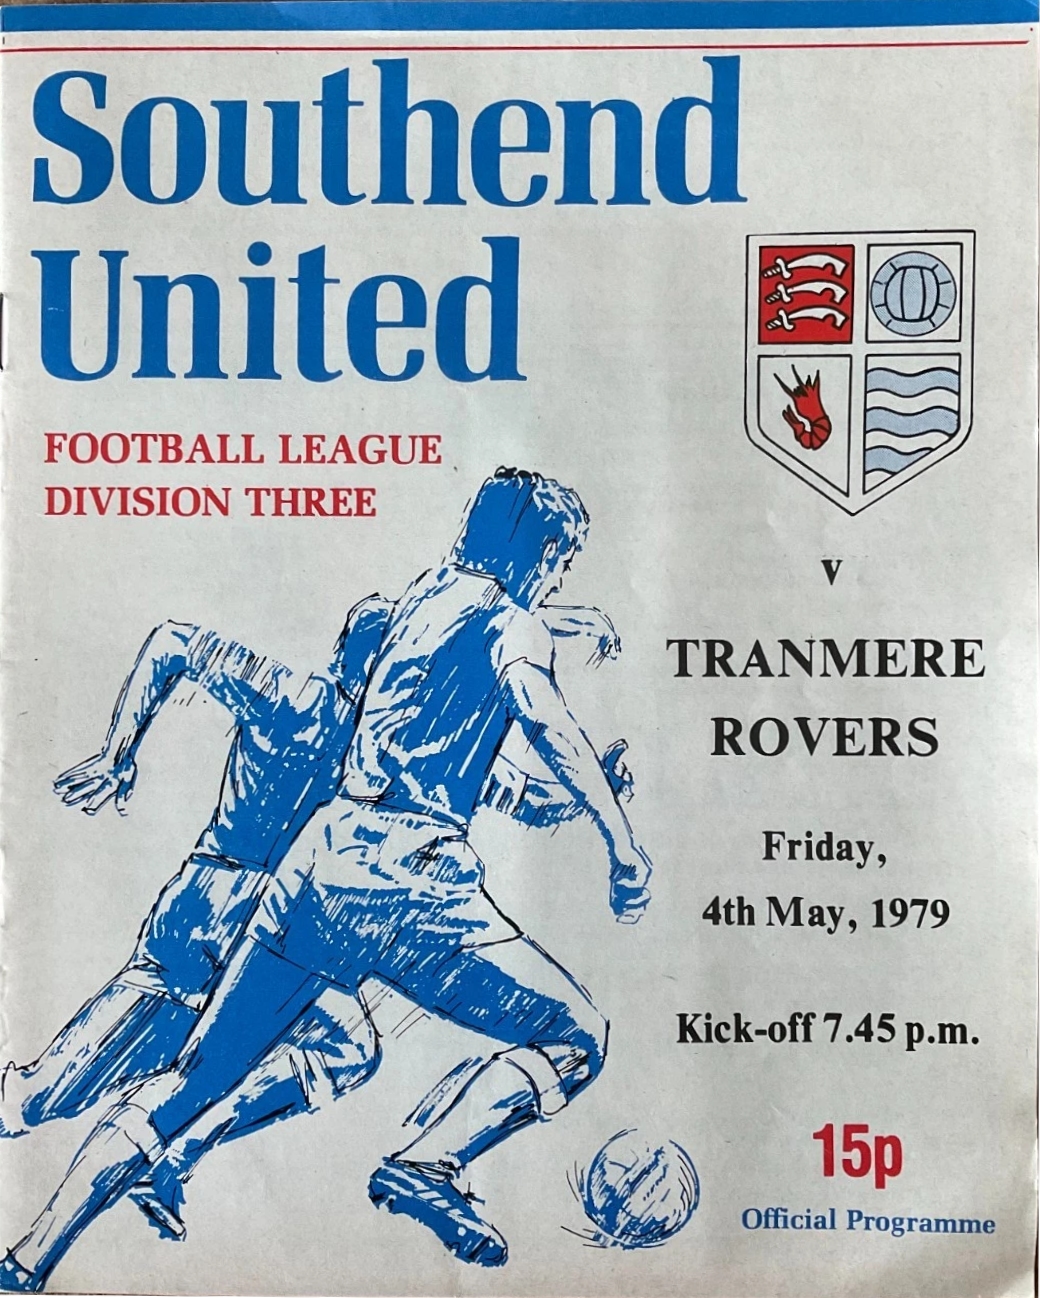 Southend
United
FOOTBALL LEAGUE
DIVISION THREE
v
TRANMERE
ROVERS
Friday,
4th May, 1979
Kick-off 7.45 p.m.
15p
Official Programme